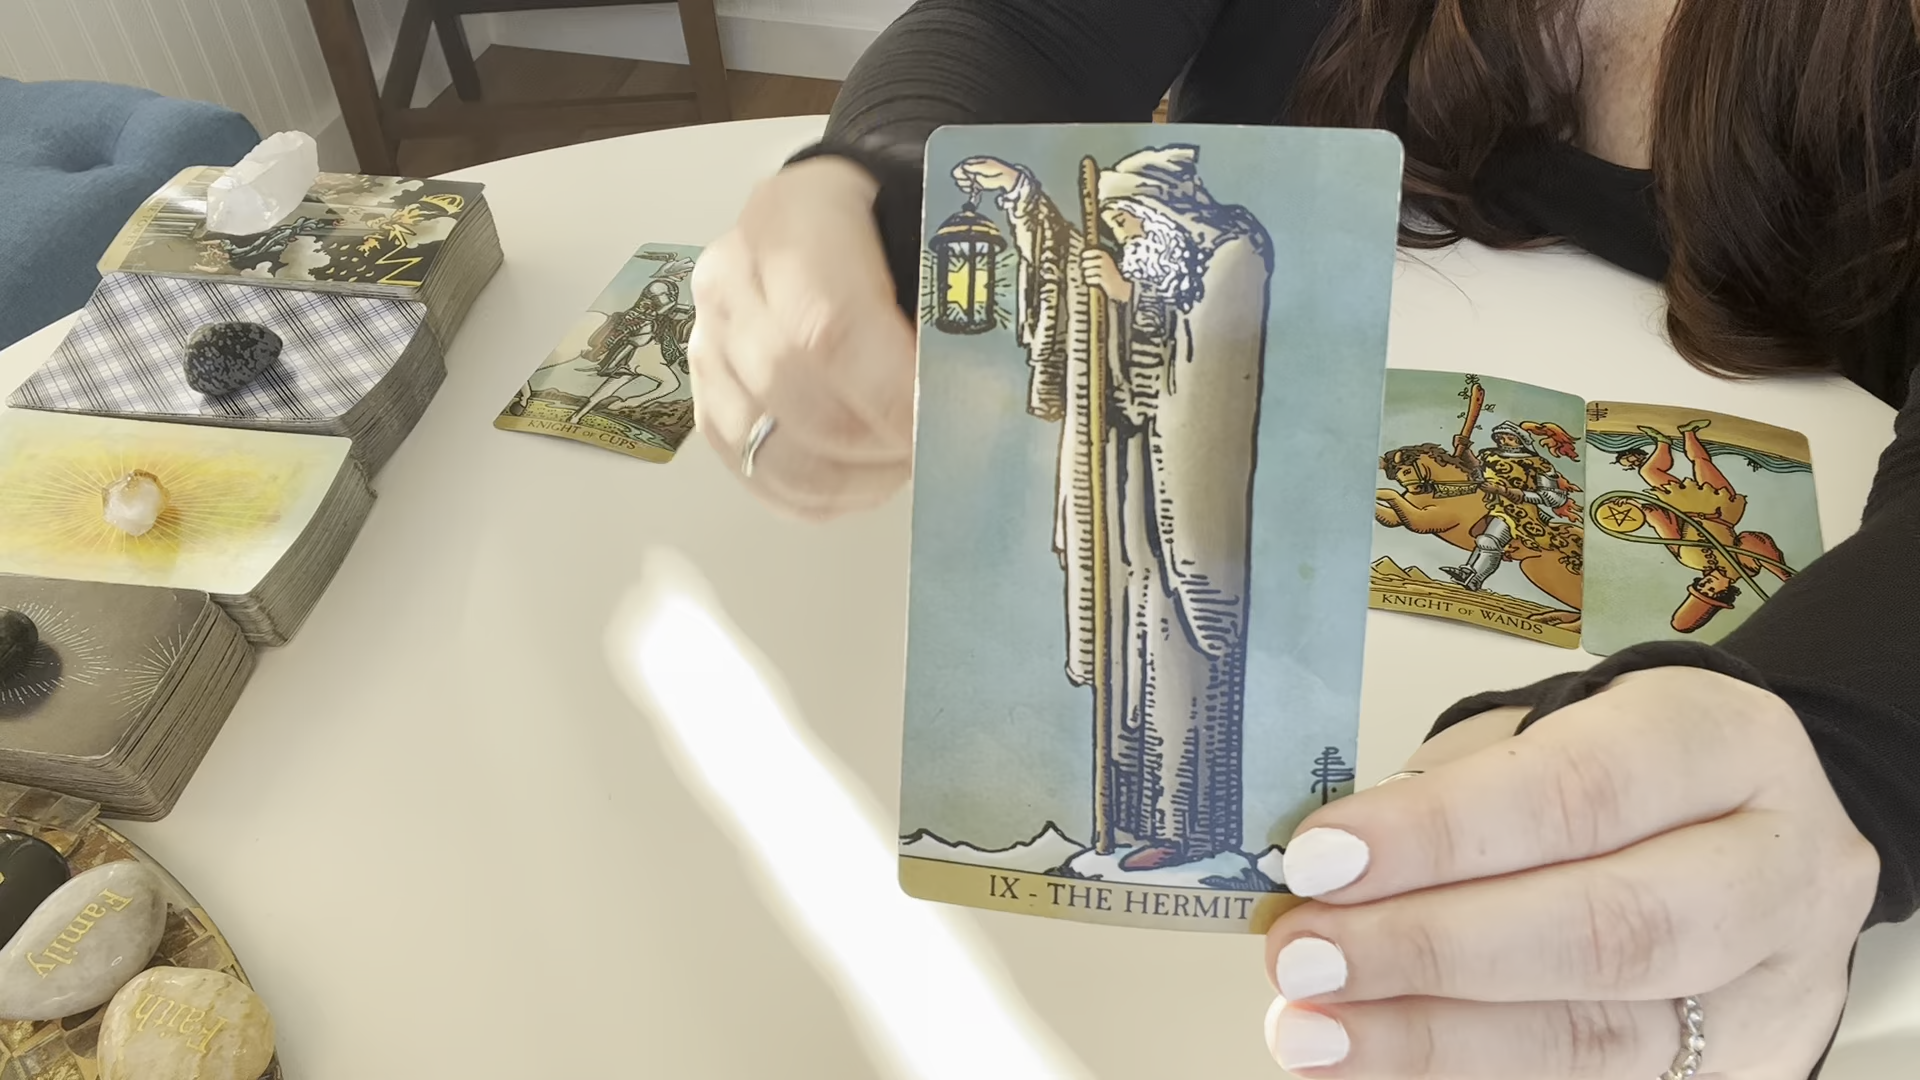 KNIGHT OF CUPS
IX - THE HERMIT
KNIGHT OF WANDS
Family
Faith